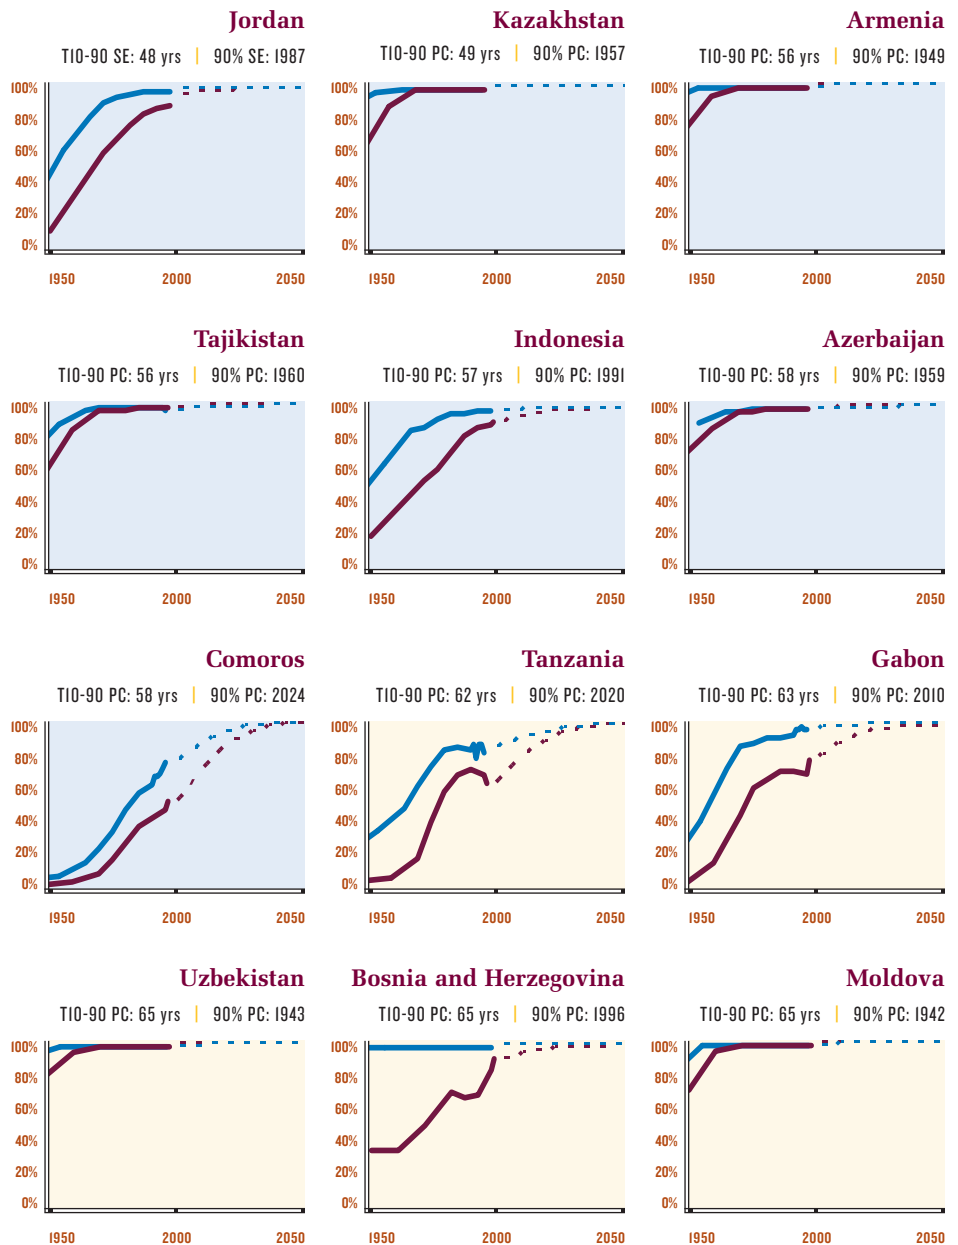 Jordan
T10-90 SE: 48 yrs | 90% SE: 1987
100%
80%
60%
40%
20%
0%
1950 2000 2050
Kazakhstan
T10-90 PC: 49 yrs | 90% PC: 1957
100%
80%
60%
40%
20%
0%
1950 2000 2050
Armenia
T10-90 PC: 56 yrs | 90% PC: 1949
100%
80%
60%
40%
20%
0%
1950 2000 2050
Tajikistan
T10-90 PC: 56 yrs | 90% PC: 1960
100%
80%
60%
40%
20%
0%
1950 2000 2050
Indonesia
T10-90 PC: 57 yrs | 90% PC: 1991
100%
80%
60%
40%
20%
0%
1950 2000 2050
Azerbaijan
T10-90 PC: 58 yrs | 90% PC: 1959
100%
80%
60%
40%
20%
0%
1950 2000 2050
Comoros
T10-90 PC: 58 yrs | 90% PC: 2024
100%
80%
60%
40%
20%
0%
1950 2000 2050
Tanzania
T10-90 PC: 62 yrs | 90% PC: 2020
100%
80%
60%
40%
20%
0%
1950 2000 2050
Gabon
T10-90 PC: 63 yrs | 90% PC: 2010
100%
80%
60%
40%
20%
0%
1950 2000 2050
Uzbekistan
T10-90 PC: 65 yrs | 90% PC: 1943
100%
80%
60%
40%
20%
0%
1950 2000 2050
Bosnia and Herzegovina
T10-90 PC: 65 yrs | 90% PC: 1996
100%
80%
60%
40%
20%
0%
1950 2000 2050
Moldova
T10-90 PC: 65 yrs | 90% PC: 1942
100%
80%
60%
40%
20%
0%
1950 2000 2050